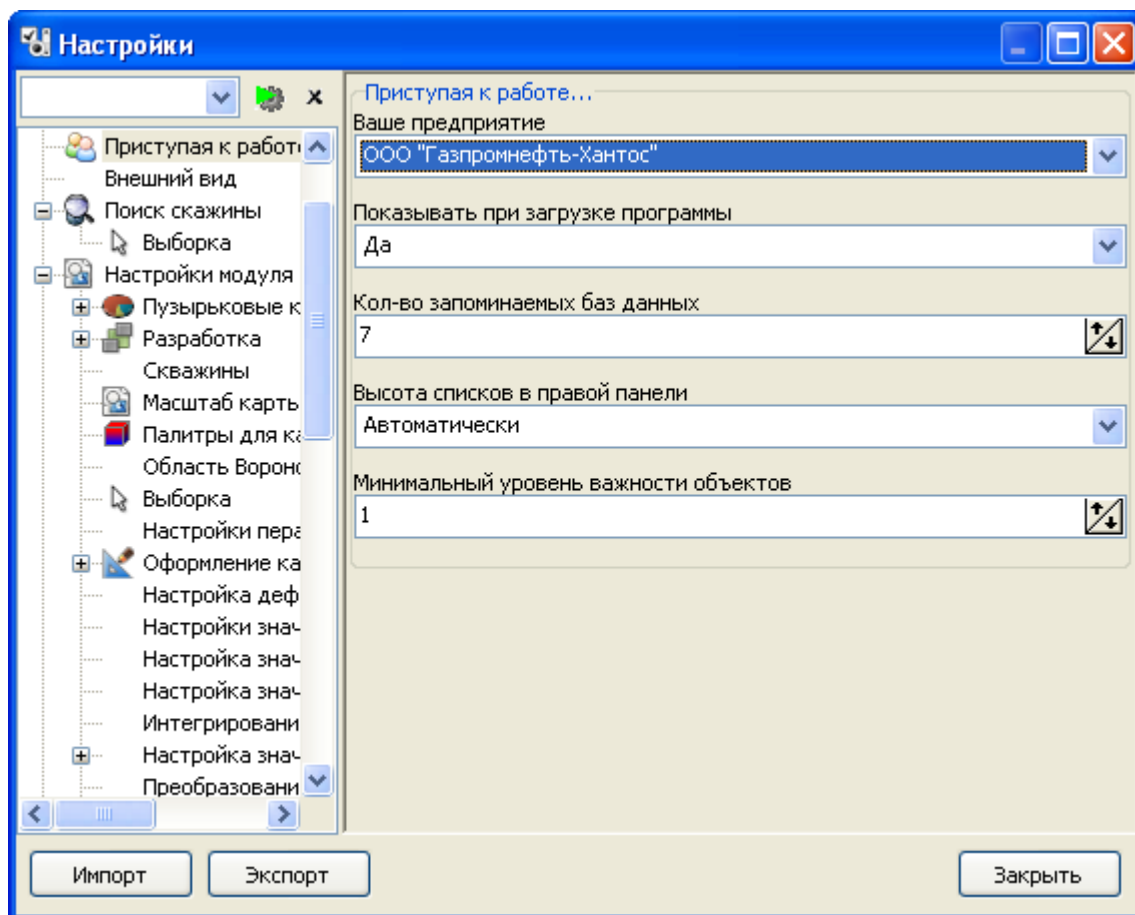 Настройки
Приступая к работ
Внешний вид
Поиск скажины
Выборка
Настройки модуля
Пузырьковые к
Разработка
Скважины
Масштаб карть
Палитры для ка
Область Вороно
Выборка
Настройки пера
Оформление ка
Настройка деф
Настройки знач
Настройка знач
Настройка знач
Интегрировани
Настройка знач
Преобразовани
Приступая к работе...
Ваше предприятие
ООО "Газпромнефть-Хантос"
Показывать при загрузке программы
Да
Кол-во запоминаемых баз данных
7
Высота списков в правой панели
Автоматически
Минимальный уровень важности объектов
1
Импорт
Экспорт
Закрыть